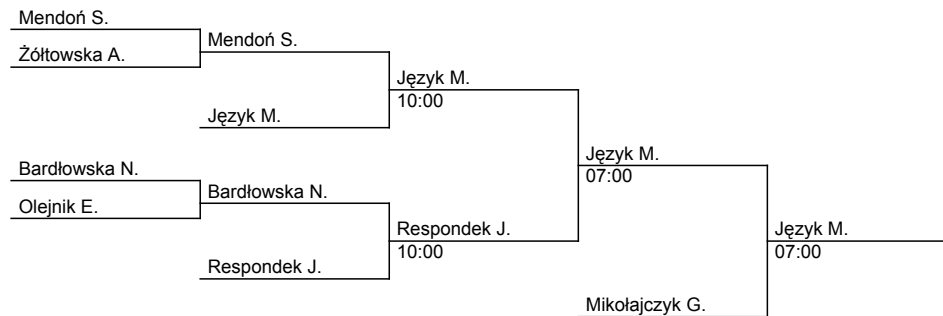 Mendoń S.
Żółtowska A.
Mendoń S.
Język M.
Język M.
10:00
Bardłowska N.
Olejnik E.
Bardłowska N.
Respondek J.
Respondek J.
10:00
Język M.
07:00
Mikołajczyk G.
Język M.
07:00